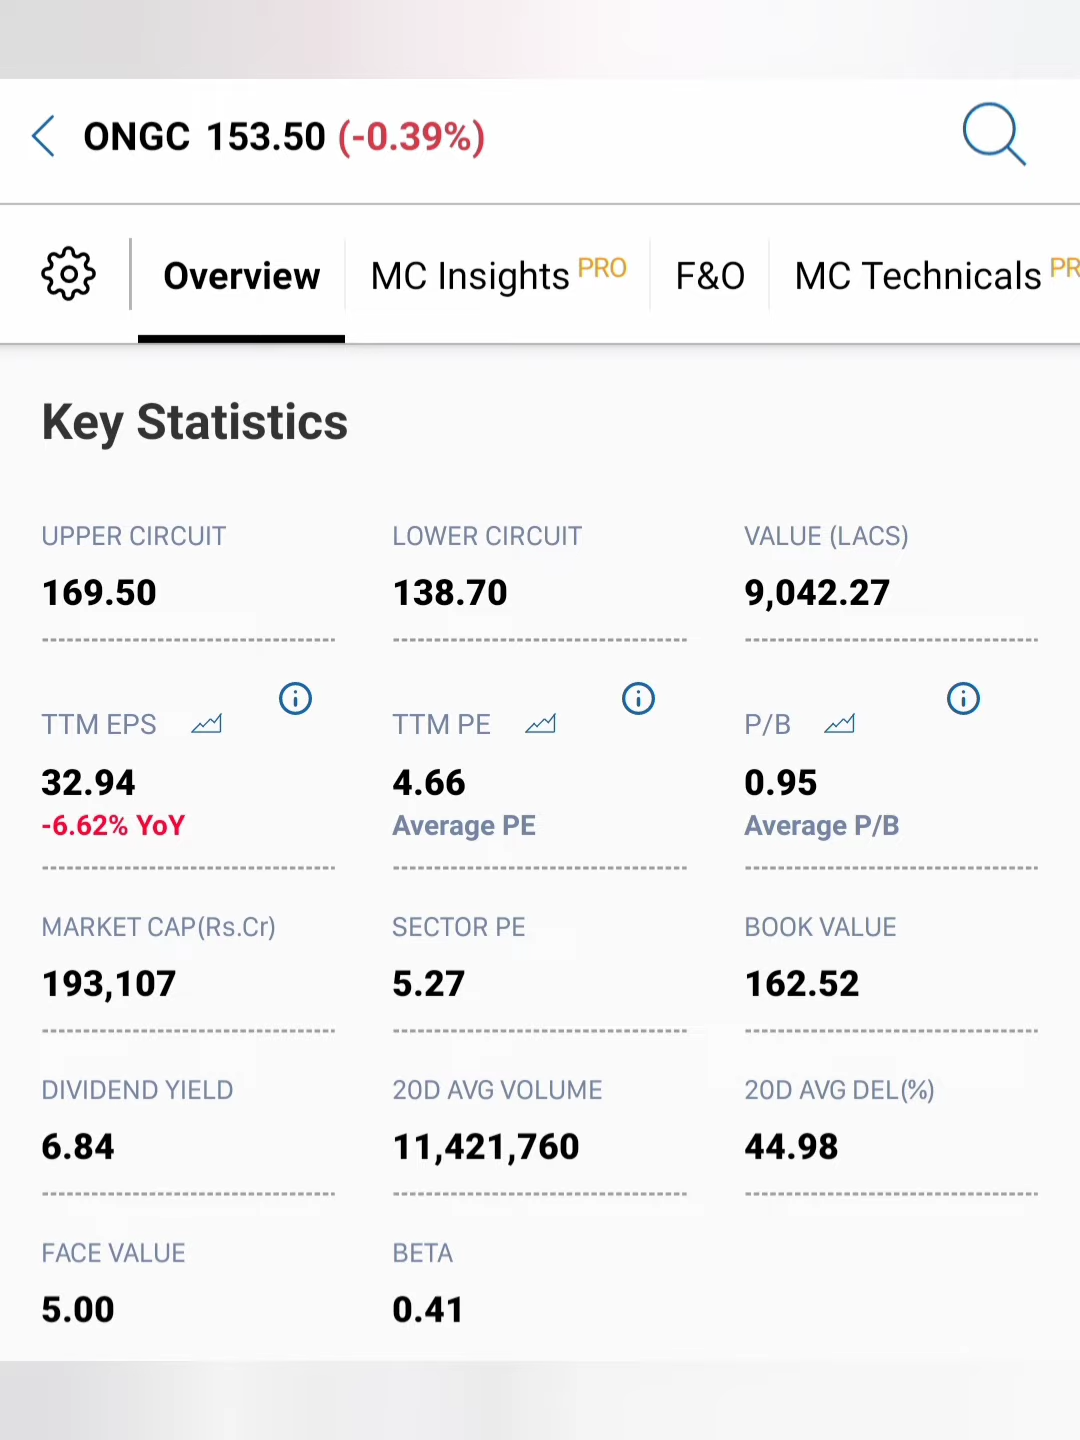 ONGC 153.50 (-0.39%)
Overview MC Insights PRO F&O MC Technicals PR
Key Statistics
UPPER CIRCUIT LOWER CIRCUIT VALUE (LACS)
169.50 138.70 9,042.27
TTM EPS TTM PE P/B
32.94 4.66 0.95
-6.62% YoY Average PE Average P/B
MARKET CAP(Rs.Cr) SECTOR PE BOOK VALUE
193,107 5.27 162.52
DIVIDEND YIELD 20D AVG VOLUME 20D AVG DEL(%)
6.84 11,421,760 44.98
FACE VALUE BETA
5.00 0.41